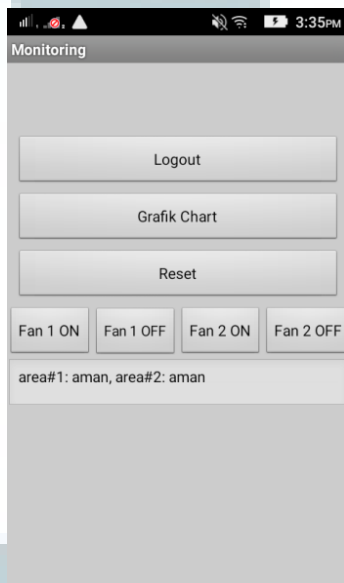 3:35PM
Monitoring
Logout
Grafik Chart
Reset
Fan 1 ON Fan 1 OFF Fan 2 ON Fan 2 OFF
area#1: aman, area#2: aman